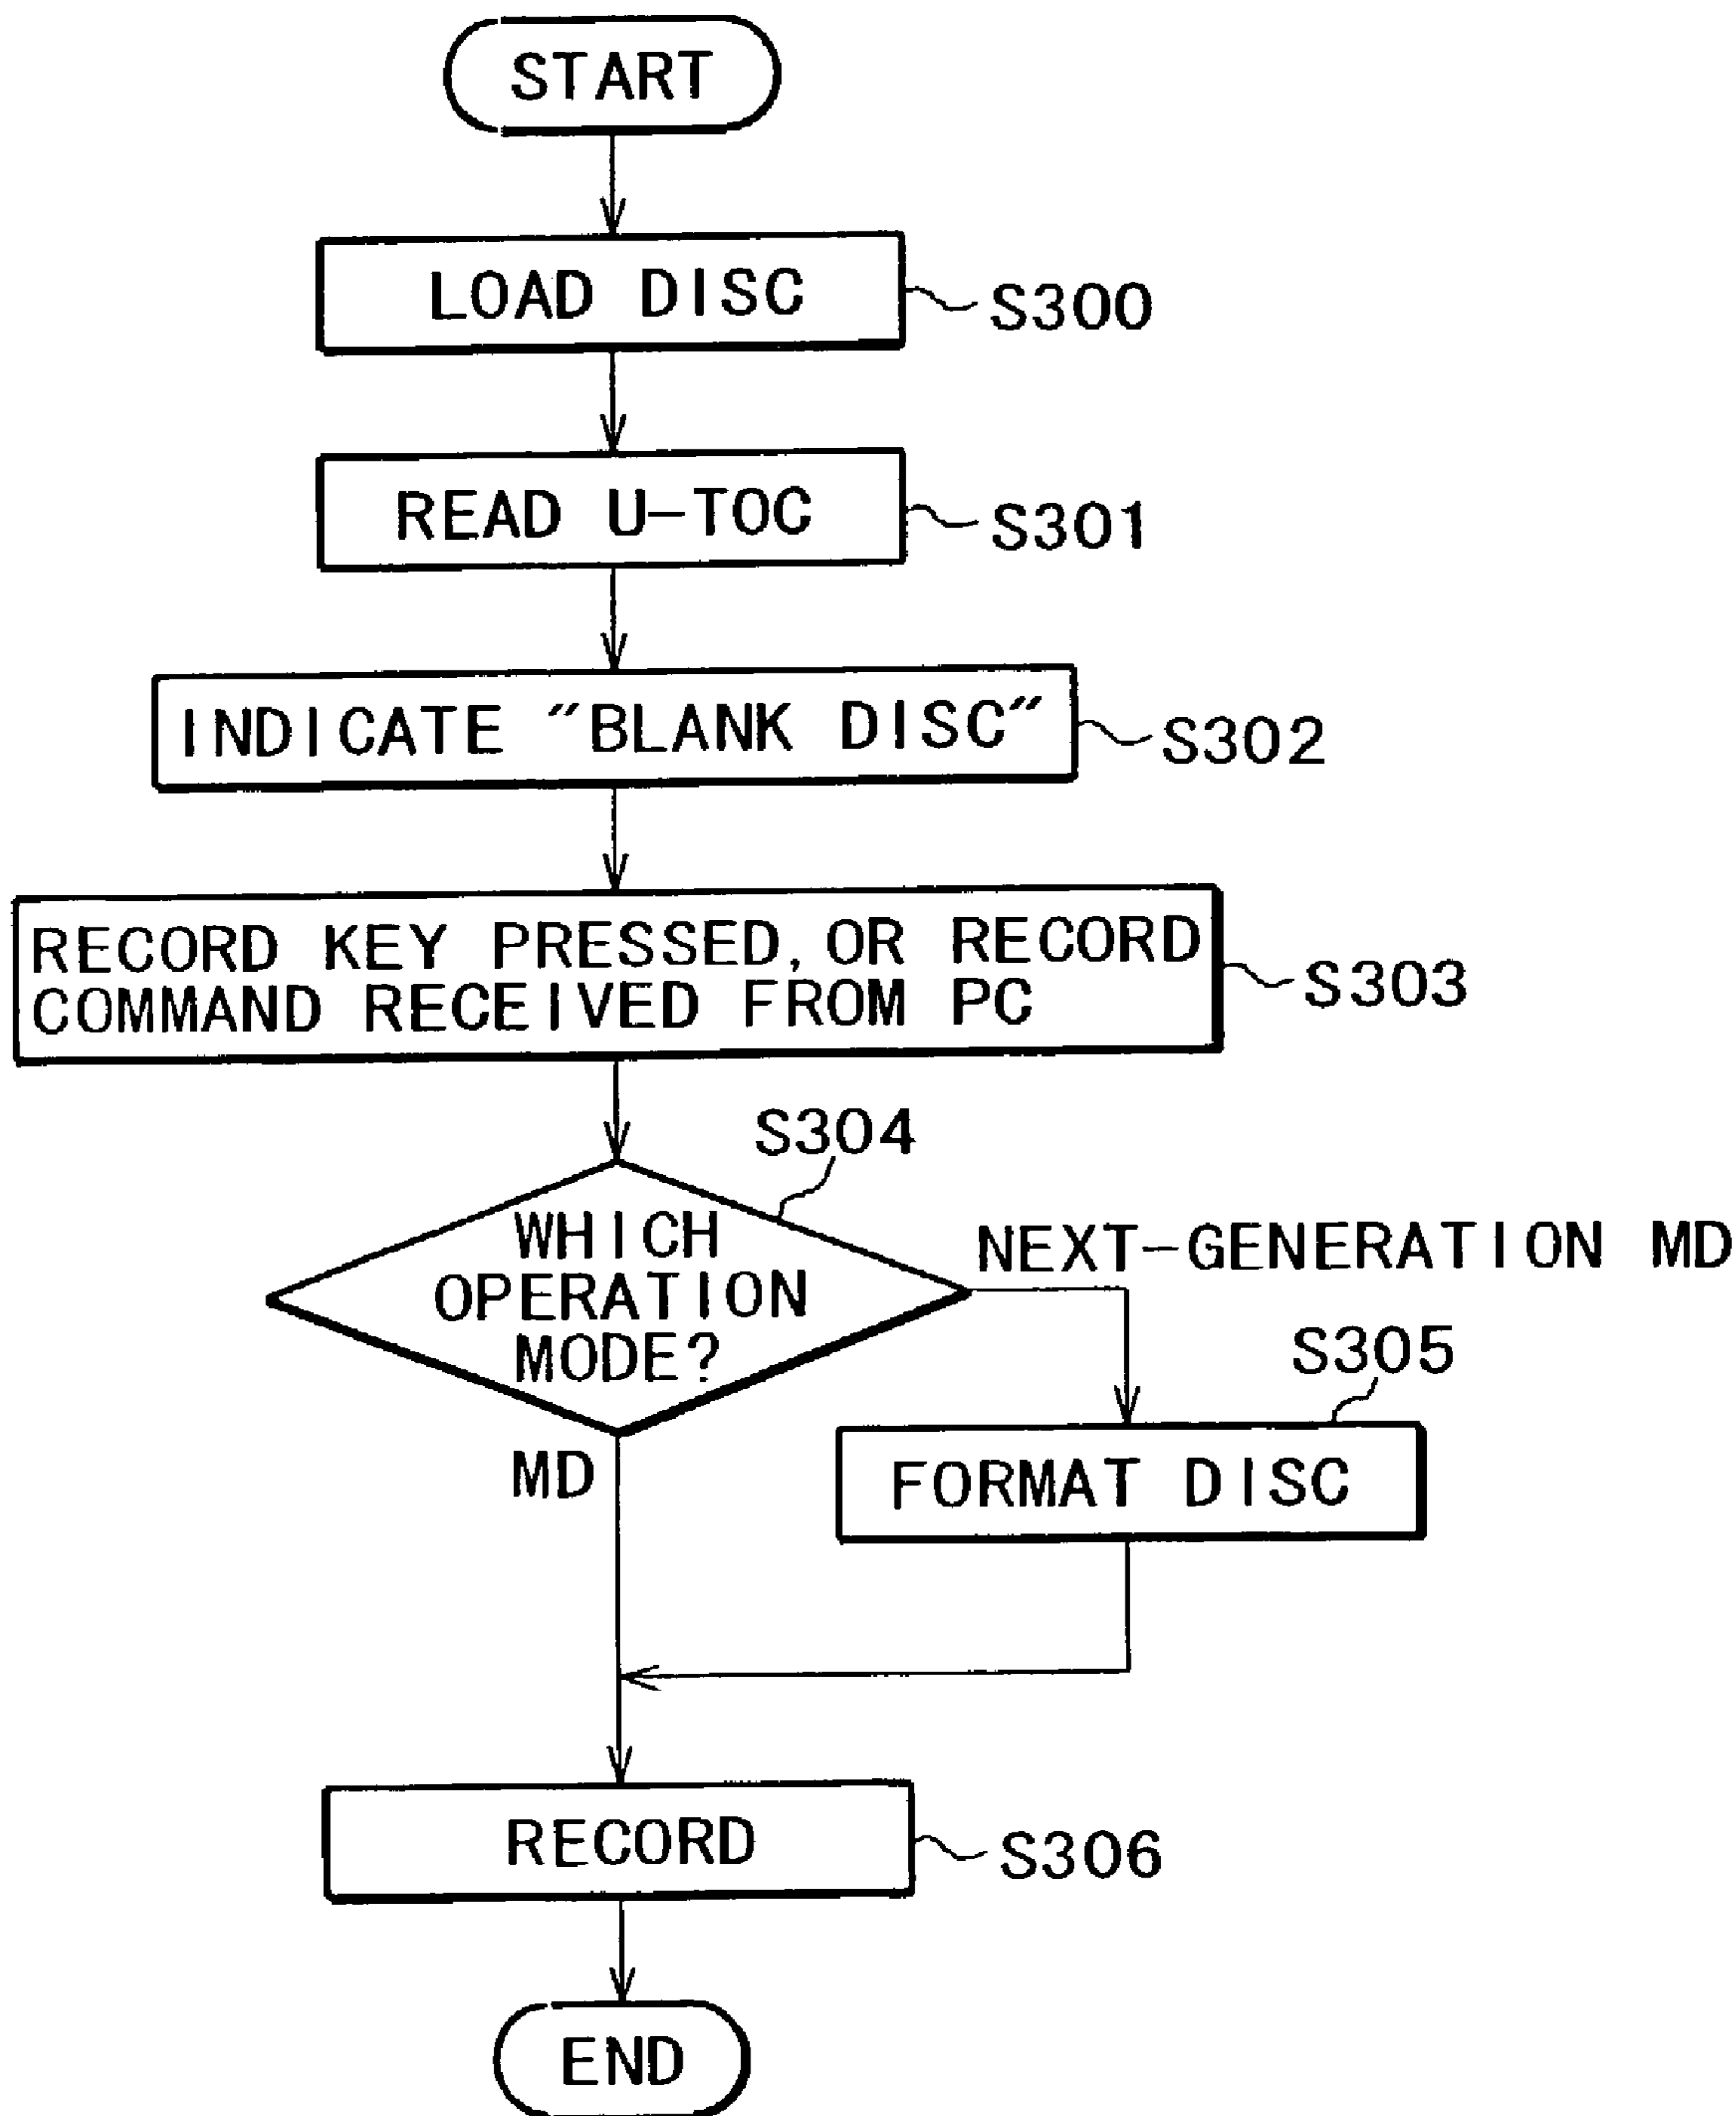 START
LOAD DISC
S300
READ U-TOC
S301
INDICATE "BLANK DISC"
S302
RECORD KEY PRESSED, OR RECORD
COMMAND RECEIVED FROM PC
S303
S304
WHICH
OPERATION
MODE?
NEXT-GENERATION MD
S305
MD
FORMAT DISC
RECORD
S306
END